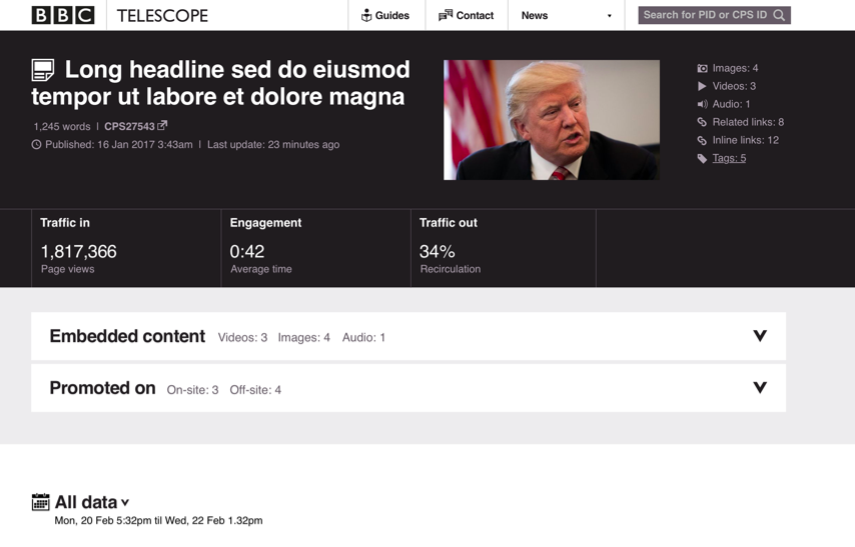 BBC TELESCOPE
Guides
Contact
News
Search for PID or CPS ID
Long headline sed do eiusmod
tempor ut labore et dolore magna
1,245 words | CPS27543
Published: 16 Jan 2017 3:43am | Last update: 23 minutes ago
Images: 4
Videos: 3
Audio: 1
Related links: 8
Inline links: 12
Tags: 5
Traffic in
1,817,366
Page views
Engagement
0:42
Average time
Traffic out
34%
Recirculation
Embedded content Videos: 3 Images: 4 Audio: 1
Promoted on On-site: 3 Off-site: 4
All data
Mon, 20 Feb 5:32pm til Wed, 22 Feb 1.32pm